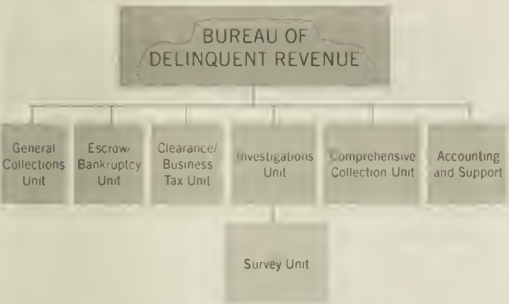 BUREAU OF
DELINQUENT REVENUE
General
Collections
Unit
Escrow/
Bankruptcy
Unit
Clearance/
Business
Tax Unit
Investigations
Unit
Comprehensive
Collection Unit
Accounting
and Support
Survey Unit